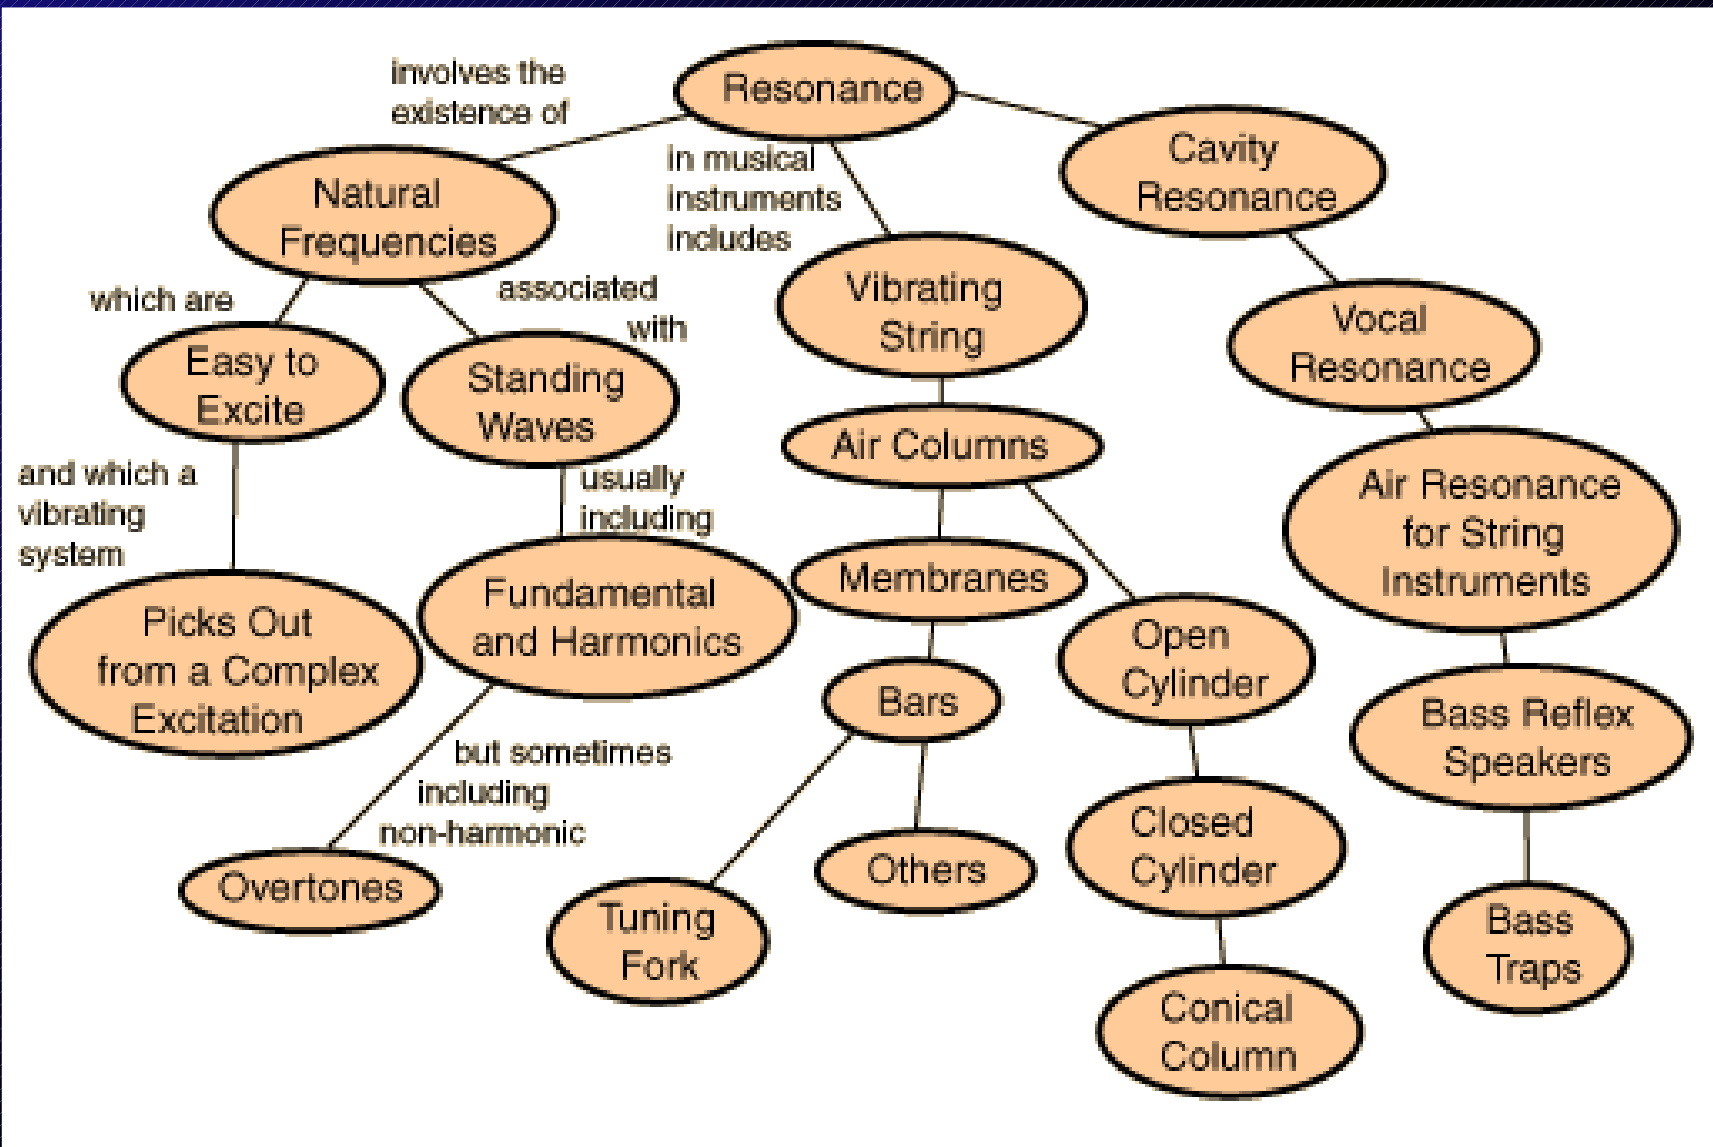 Resonance
involves the
existence of
Natural
Frequencies
in musical
instruments
includes
Cavity
Resonance
which are
associated
with
Vibrating
String
Vocal
Resonance
Easy to
Excite
Standing
Waves
Air Columns
and which a
vibrating
system
usually
including
Air Resonance
for String
Instruments
Picks Out
from a Complex
Excitation
Fundamental
and Harmonics
Membranes
Open
Cylinder
Bars
Bass Reflex
Speakers
but sometimes
including
non-harmonic
Overtones
Tuning
Fork
Others
Closed
Cylinder
Bass
Traps
Conical
Column